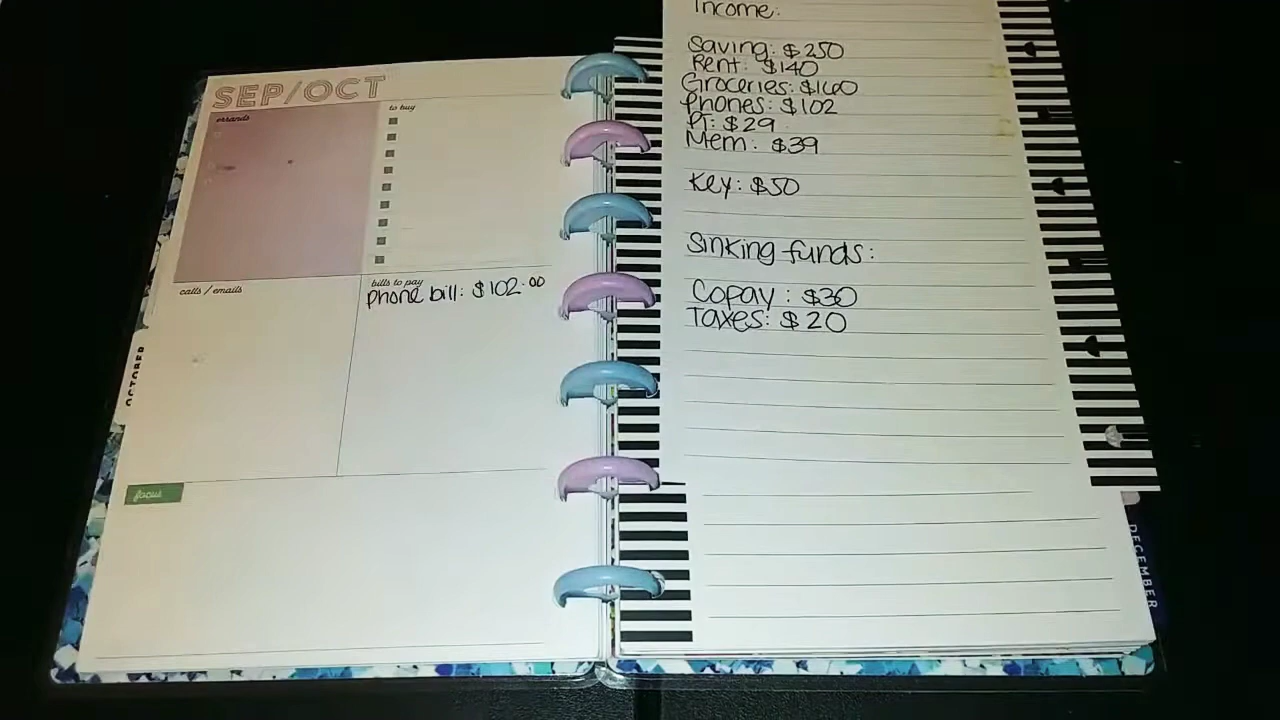 SEP/OCT
errands
to buy
calls / emails
bills to pay
phone bill: $102.00
focus
OCTOBER
Income:
Saving: $250
Rent: $140
Groceries: $160
Phones: $102
PT: $29
Mem: $39
Key: $50
Sinking funds:
Copay: $30
Taxes: $20
DECEMBER